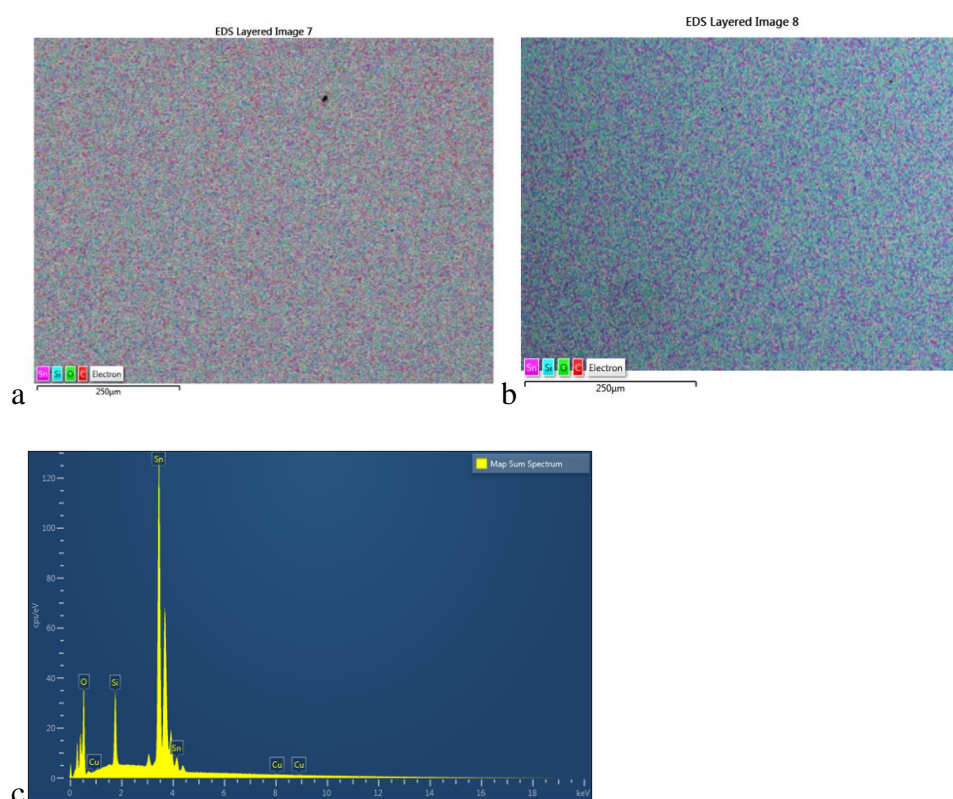 EDS Layered Image 7
EDS Layered Image 8
Sn Si O C Electron
250µm
a
Sn Si O C Electron
250µm
b
Map Sum Spectrum
Sn
120
100
80
60
40
20
0
cps/eV
O
Si
Cu
Sn
Cu
Cu
0 2 4 6 8 10 12 14 16 18 keV
c